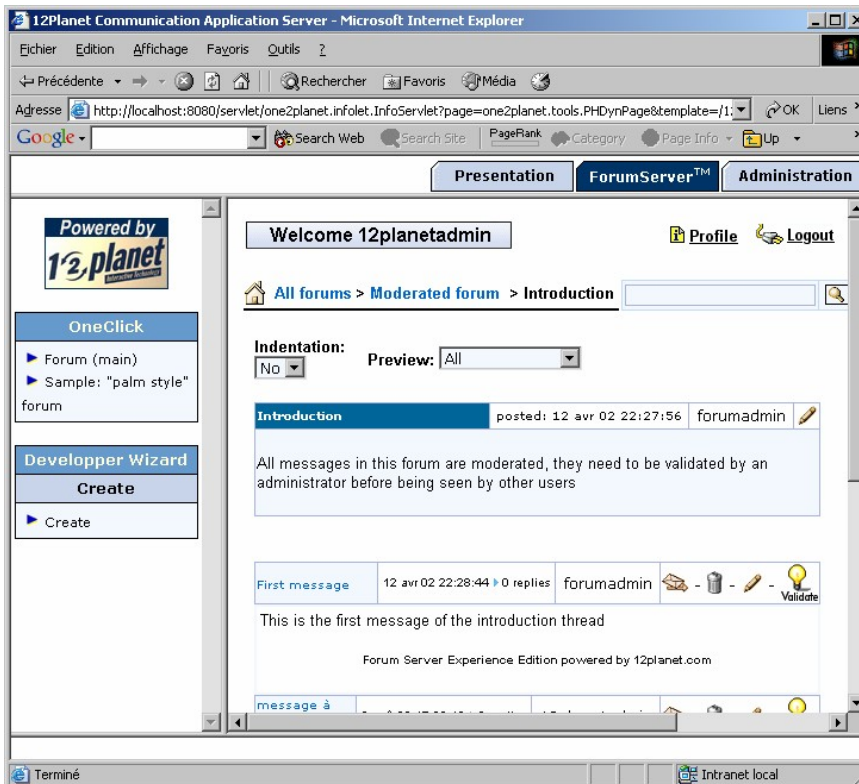 12Planet Communication Application Server - Microsoft Internet Explorer
Fichier Edition Affichage Favoris Outils ?
Précédente Rechercher Favoris Média
Adresse http://localhost:8080/servlet/one2planet.infolet.InfoServlet?page=one2planet.tools.PHDynPage&template=/1 OK Liens
Google Search Web Search Site PageRank Category Page Info Up
Presentation ForumServer™ Administration
Powered by
12planet
Interactive Technology
OneClick
Forum (main)
Sample: "palm style"
forum
Developper Wizard
Create
Create
Welcome 12planetadmin Profile Logout
All forums > Moderated forum > Introduction
Indentation:
No Preview: All
Introduction posted: 12 avr 02 22:27:56 forumadmin
All messages in this forum are moderated, they need to be validated by an
administrator before being seen by other users
First message 12 avr 02 22:28:44 0 replies forumadmin - - - Validate
This is the first message of the introduction thread
Forum Server Experience Edition powered by 12planet.com
message à
Terminé Intranet local